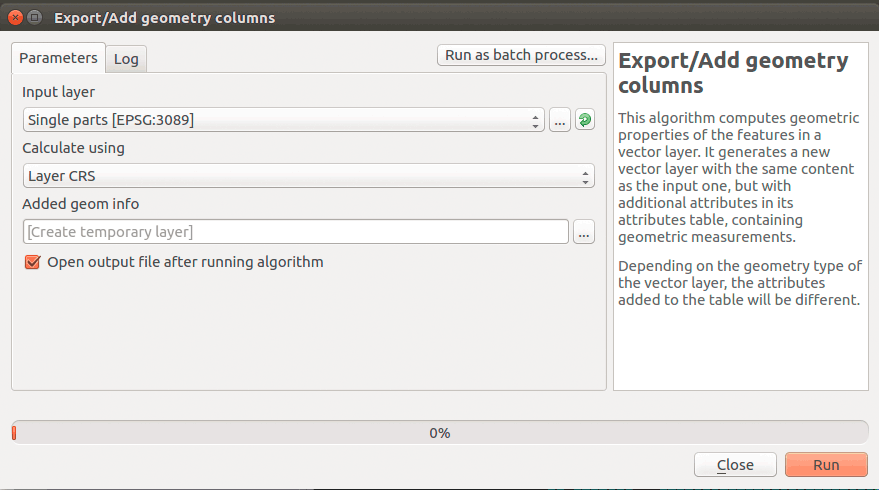 Export/Add geometry columns
Parameters
Log
Run as batch process...
Input layer
Single parts [EPSG:3089]
...
Calculate using
Layer CRS
Added geom info
[Create temporary layer]
...
Open output file after running algorithm
Export/Add geometry
columns
This algorithm computes geometric
properties of the features in a
vector layer. It generates a new
vector layer with the same content
as the input one, but with
additional attributes in its
attributes table, containing
geometric measurements.
Depending on the geometry type of
the vector layer, the attributes
added to the table will be different.
0%
Close
Run